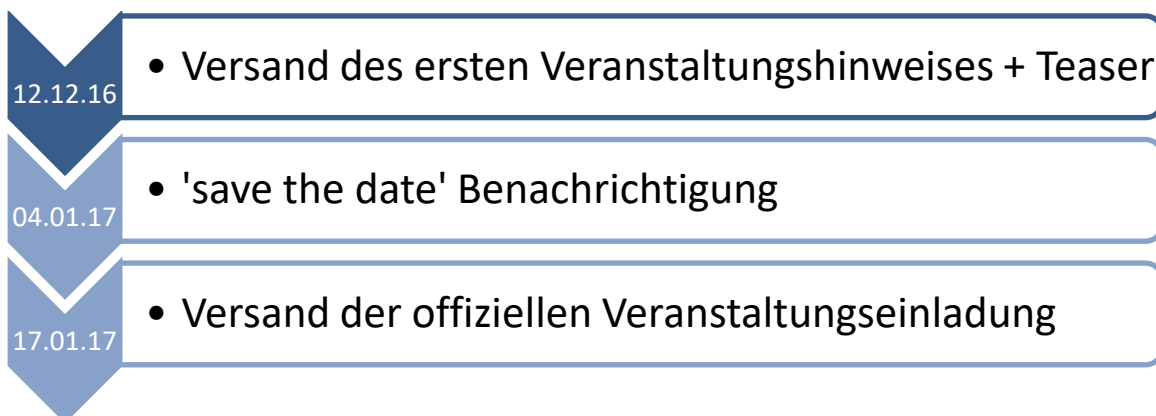 12.12.16
• Versand des ersten Veranstaltungshinweises + Teaser
04.01.17
• 'save the date' Benachrichtigung
17.01.17
• Versand der offiziellen Veranstaltungseinladung